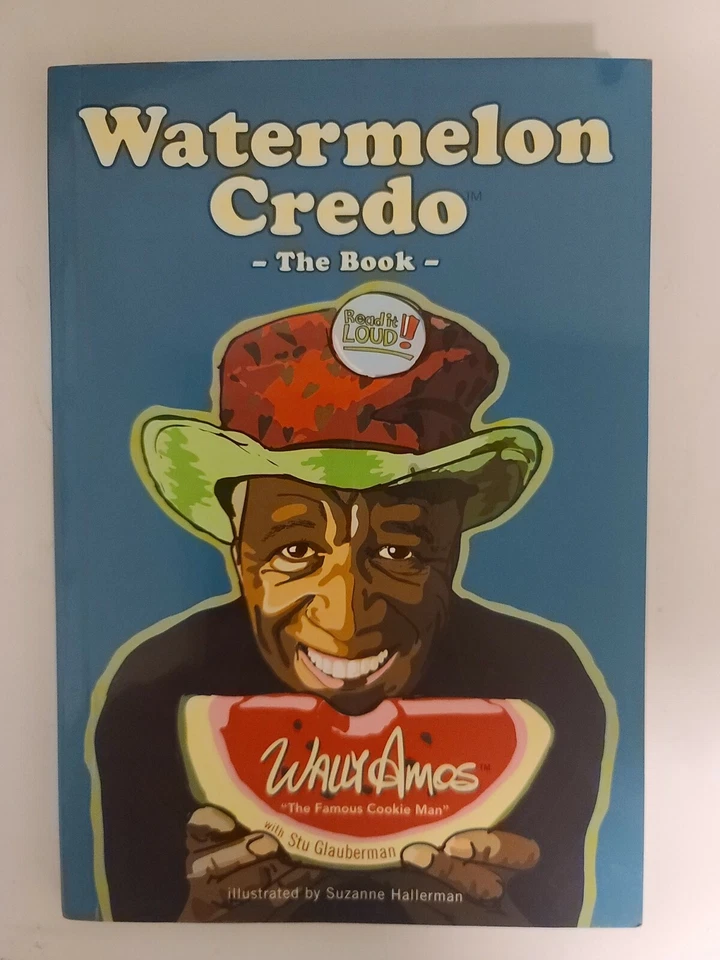 Watermelon
Credo™
– The Book –
Read it
LOUD!!
WALLY AMOS™
"The Famous Cookie Man"
with Stu Glauberman
illustrated by Suzanne Hallerman